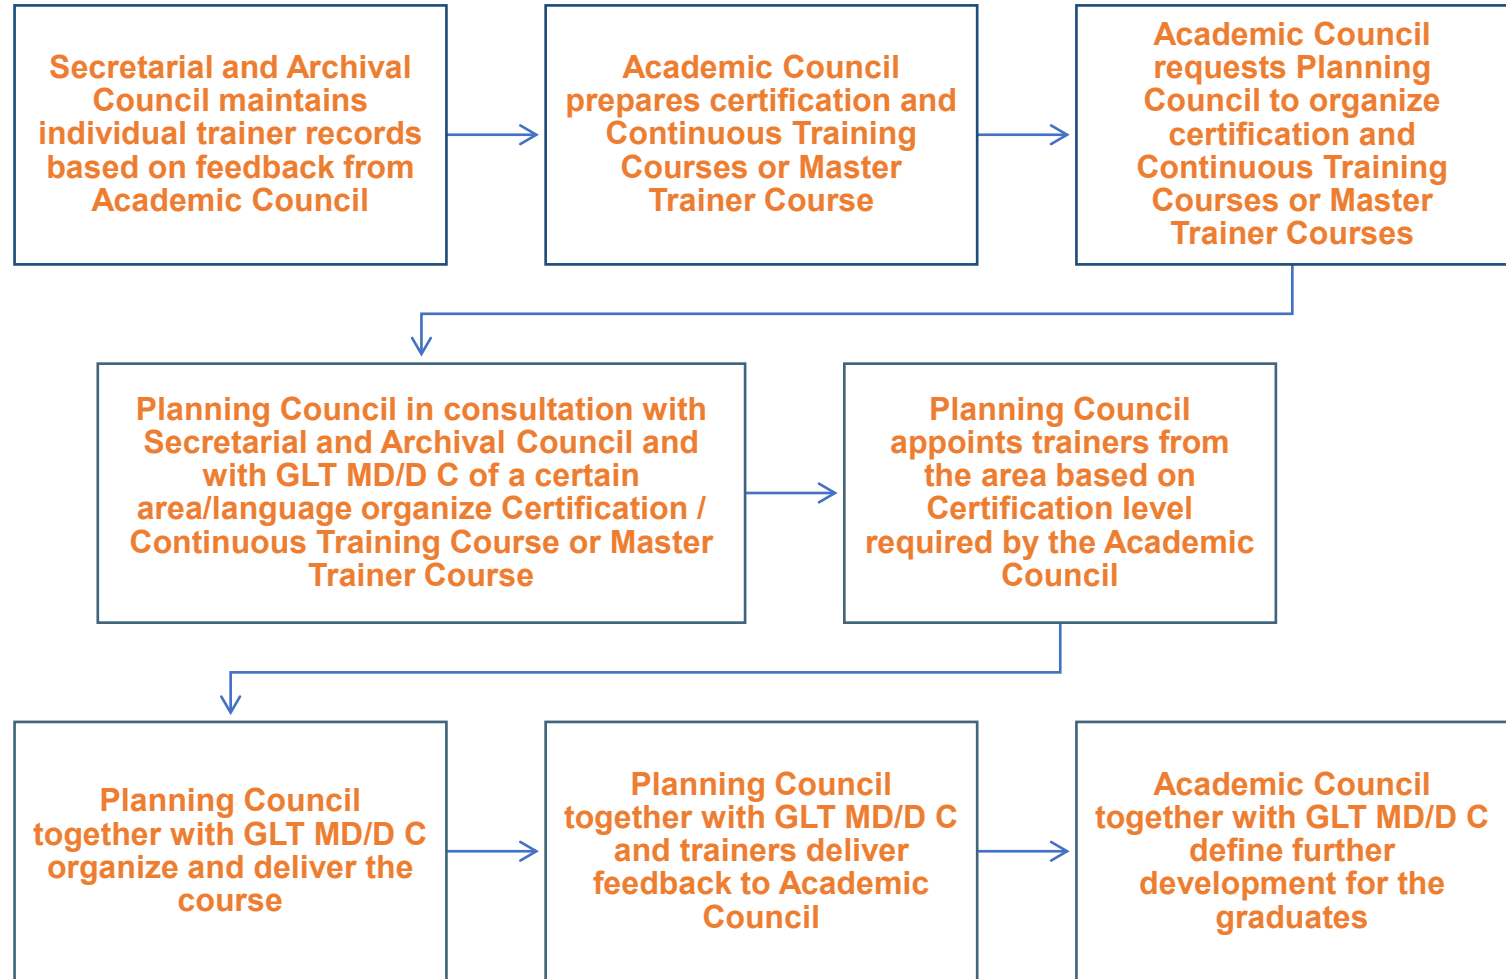 Secretarial and Archival
Council maintains
individual trainer records
based on feedback from
Academic Council
Academic Council
prepares certification and
Continuous Training
Courses or Master
Trainer Course
Academic Council
requests Planning
Council to organize
certification and
Continuous Training
Courses or Master
Trainer Courses
Planning Council in consultation with
Secretarial and Archival Council and
with GLT MD/D C of a certain
area/language organize Certification /
Continuous Training Course or Master
Trainer Course
Planning Council
appoints trainers from
the area based on
Certification level
required by the Academic
Council
Planning Council
together with GLT MD/D C
organize and deliver the
course
Planning Council
together with GLT MD/D C
and trainers deliver
feedback to Academic
Council
Academic Council
together with GLT MD/D C
define further
development for the
graduates